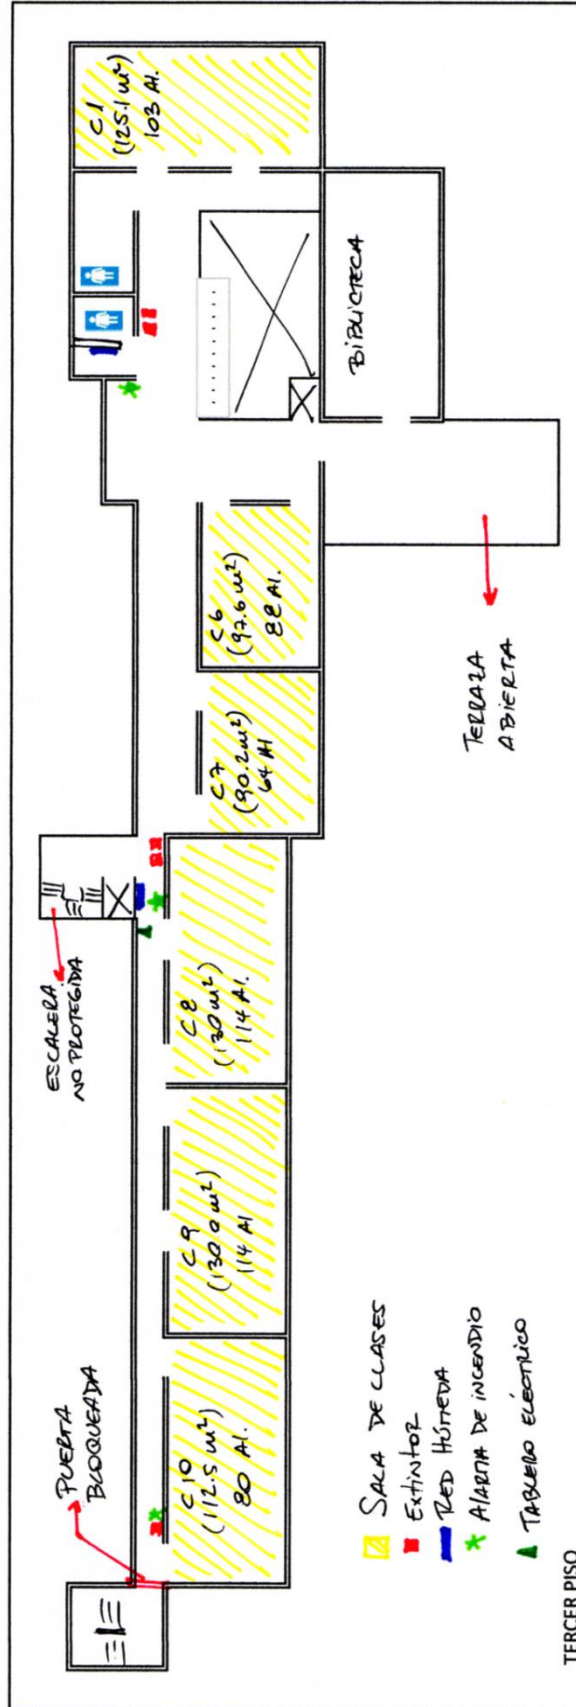 PUERTA
BLOQUEADA
ESCALERA
NO PROTEGIDA
C10
(112.5 m²)
80 Al.
C9
(130.0 m²)
114 Al
C8
(130 m²)
114 Al.
C7
(90.2 m²)
64 Al
C6
(97.6 m²)
88 Al.
C1
(125.1 m²)
103 Al.
BIBLIOTECA
TERRAZA
ABIERTA
SALA DE CLASES
Extintor
RED HÚMEDA
AlARMA DE INCENDIO
TABLERO ELÉCTRICO
TERCER PISO